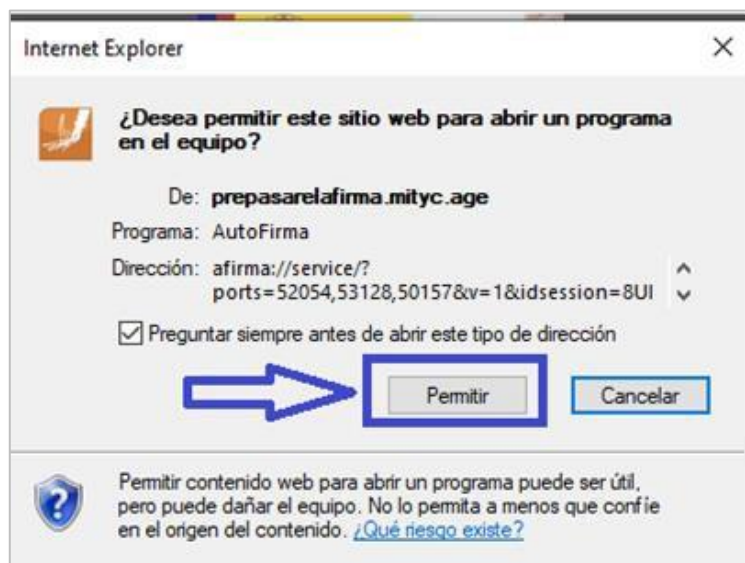 Internet Explorer
¿Desea permitir este sitio web para abrir un programa
en el equipo?
De: prepasarelafirma.mityc.age
Programa: AutoFirma
Dirección: afirma://service/?
ports=52054,53128,50157&v=1&idsession=8UI
Preguntar siempre antes de abrir este tipo de dirección
Permitir Cancelar
Permitir contenido web para abrir un programa puede ser útil,
pero puede dañar el equipo. No lo permita a menos que confíe
en el origen del contenido. ¿Qué riesgo existe?